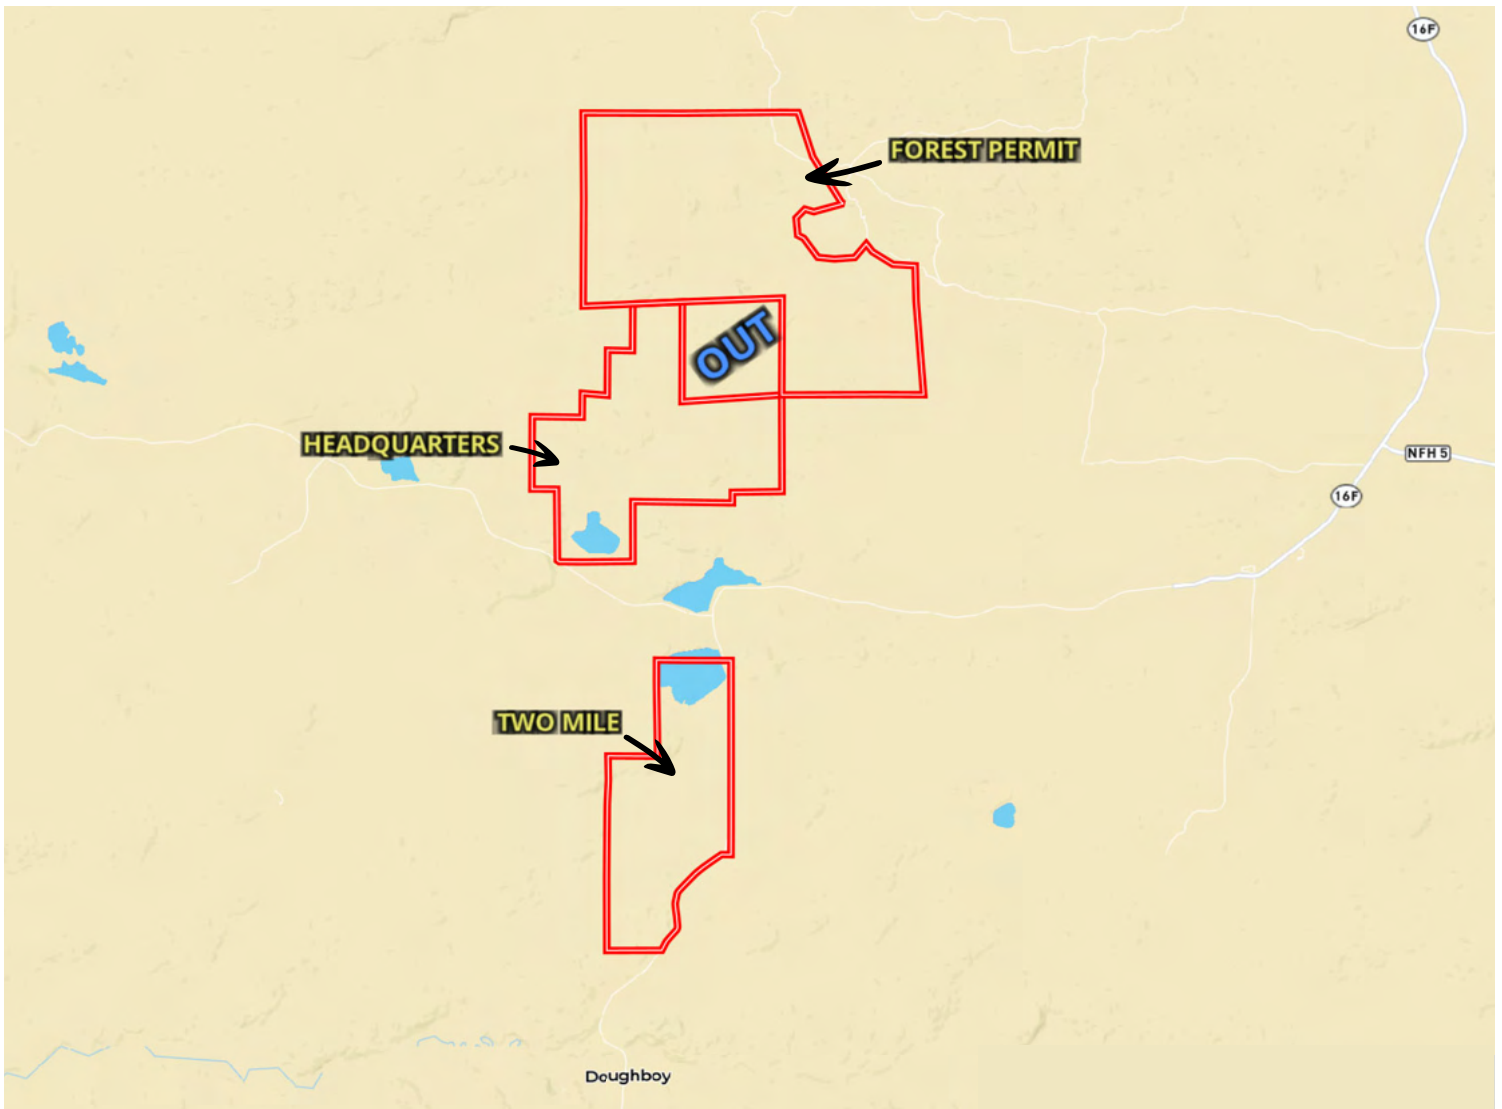 16F
FOREST PERMIT
OUT
HEADQUARTERS
NFH 5
16F
TWO MILE
Doughboy